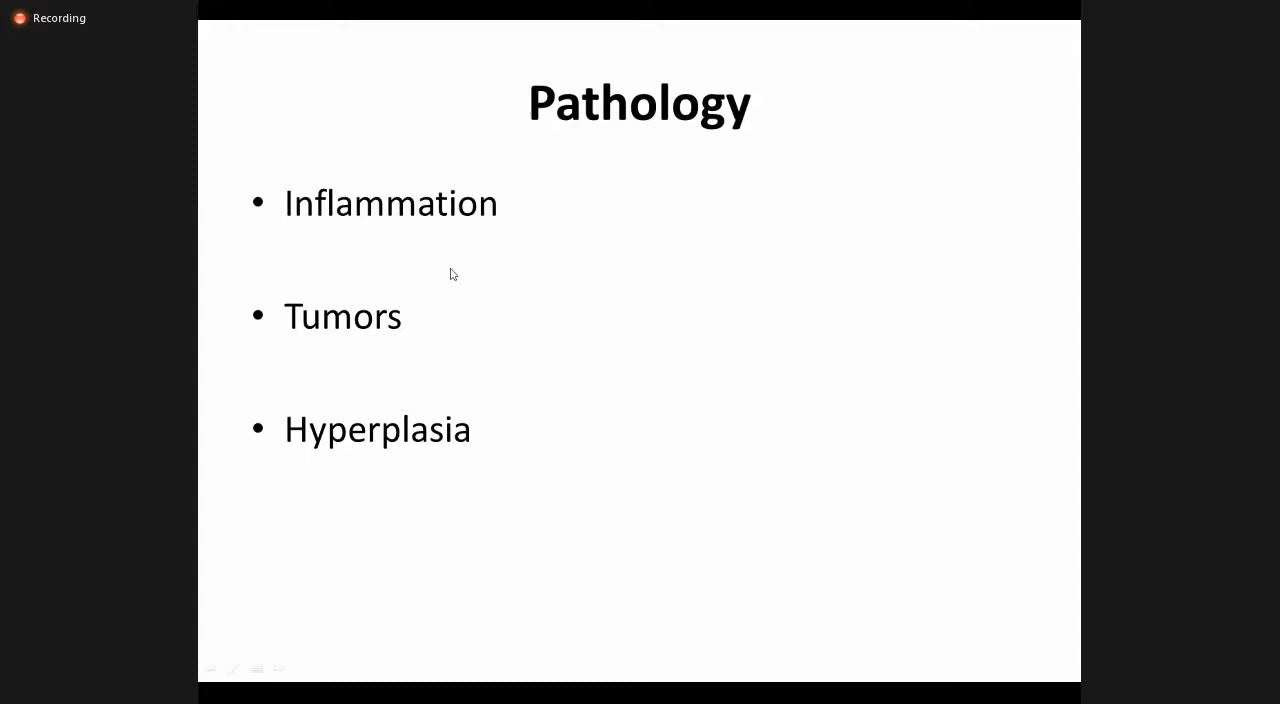 Recording
Pathology
• Inflammation
• Tumors
• Hyperplasia